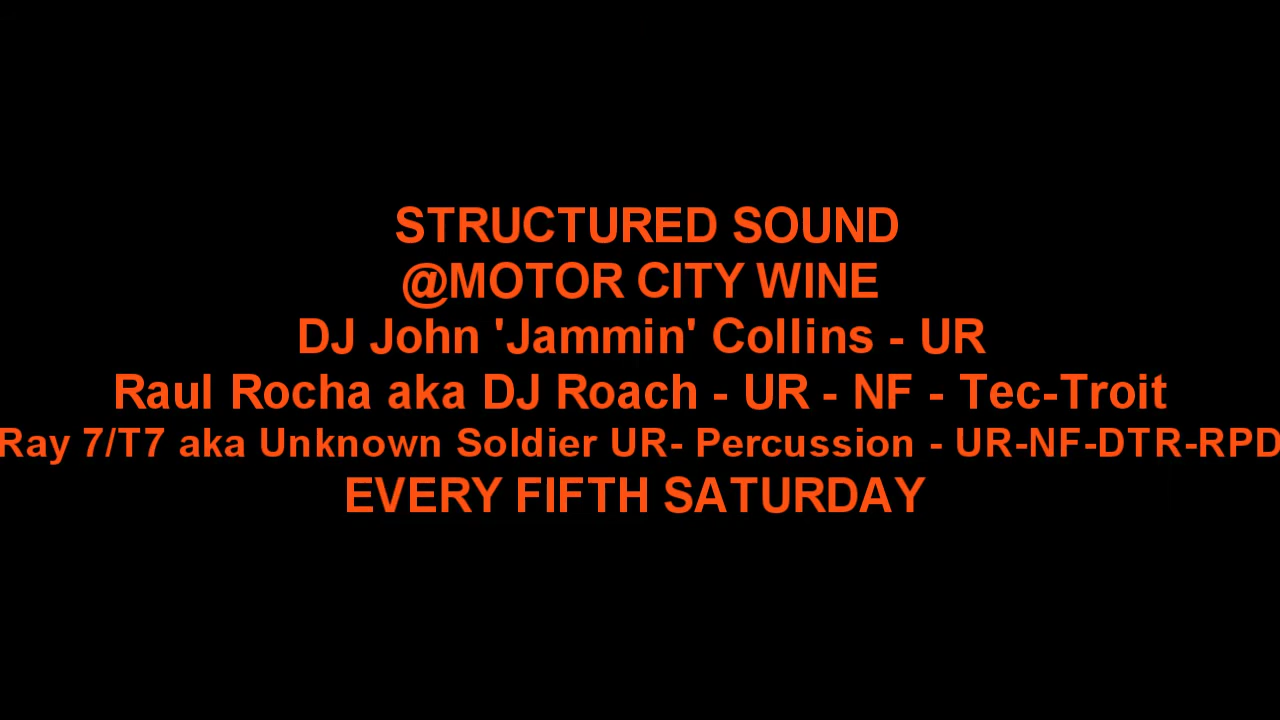 STRUCTURED SOUND
@MOTOR CITY WINE
DJ John 'Jammin' Collins - UR
Raul Rocha aka DJ Roach - UR - NF - Tec-Troit
Ray 7/T7 aka Unknown Soldier UR- Percussion - UR-NF-DTR-RPD
EVERY FIFTH SATURDAY